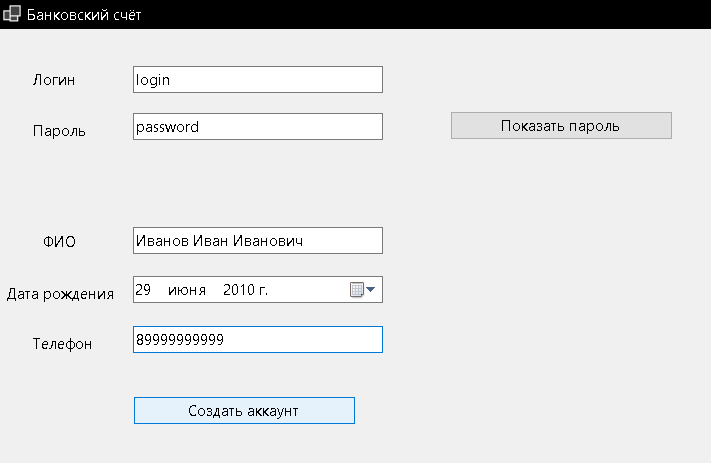 Банковский счёт
Логин login
Пароль password Показать пароль
ФИО Иванов Иван Иванович
Дата рождения 29 июня 2010 г.
Телефон 89999999999
Создать аккаунт